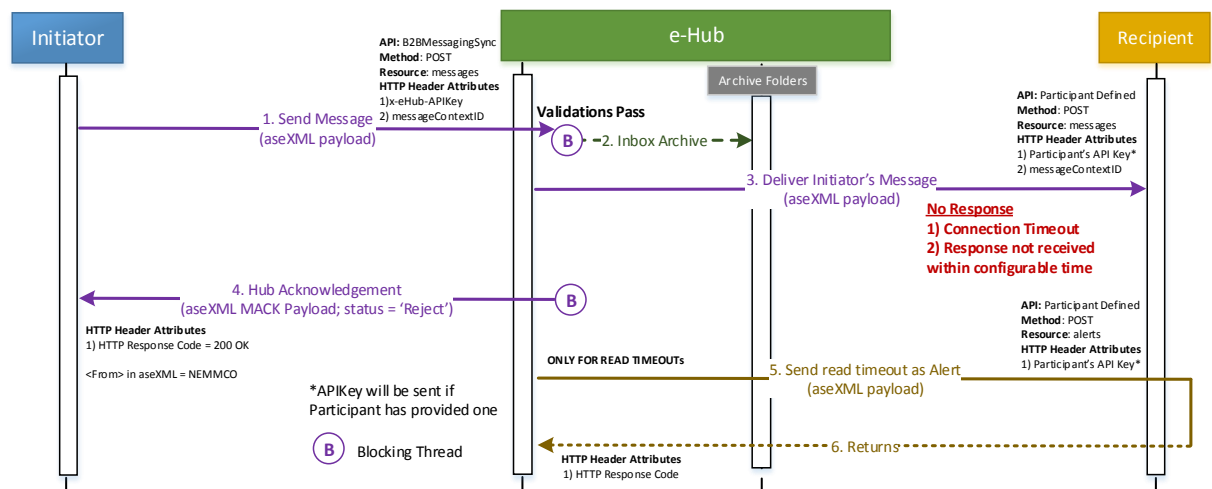 Initiator
e-Hub
Recipient
API: B2BMessagingSync
Method: POST
Resource: messages
HTTP Header Attributes
1)x-eHub-APIKey
2) messageContextID
Archive Folders
API: Participant Defined
Method: POST
Resource: messages
HTTP Header Attributes
1) Participant's API Key*
2) messageContextID
1. Send Message
(aseXML payload)
Validations Pass
B
2. Inbox Archive
3. Deliver Initiator's Message
(aseXML payload)
No Response
1) Connection Timeout
2) Response not received
within configurable time
4. Hub Acknowledgement
(aseXML MACK Payload; status = 'Reject')
B
HTTP Header Attributes
1) HTTP Response Code = 200 OK
<From> in aseXML = NEMMCO
API: Participant Defined
Method: POST
Resource: alerts
HTTP Header Attributes
1) Participant's API Key*
ONLY FOR READ TIMEOUTs
5. Send read timeout as Alert
(aseXML payload)
*APIKey will be sent if
Participant has provided one
B
Blocking Thread
6. Returns
HTTP Header Attributes
1) HTTP Response Code